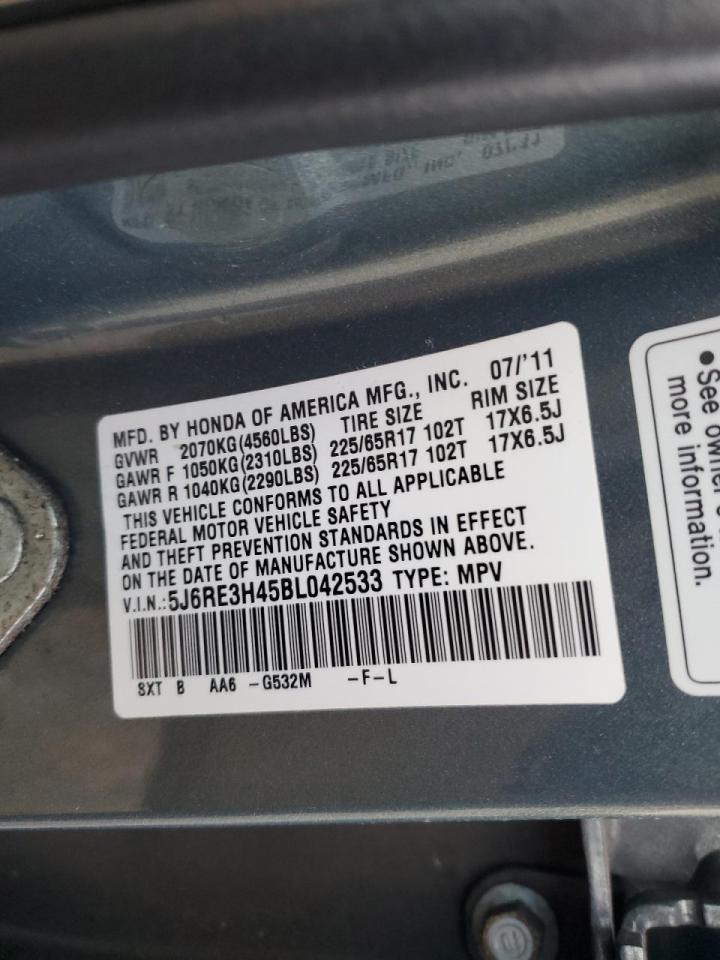 MFD. BY HONDA OF AMERICA MFG., INC. 07/'11
GVWR 2070KG(4560LBS) TIRE SIZE RIM SIZE
GAWR F 1050KG(2310LBS) 225/65R17 102T 17X6.5J
GAWR R 1040KG(2290LBS) 225/65R17 102T 17X6.5J
THIS VEHICLE CONFORMS TO ALL APPLICABLE
FEDERAL MOTOR VEHICLE SAFETY
AND THEFT PREVENTION STANDARDS IN EFFECT
ON THE DATE OF MANUFACTURE SHOWN ABOVE.
V.I.N.:5J6RE3H45BL042533 TYPE: MPV
SXT B AA6 -G532M -F-L
•See owner
more information.